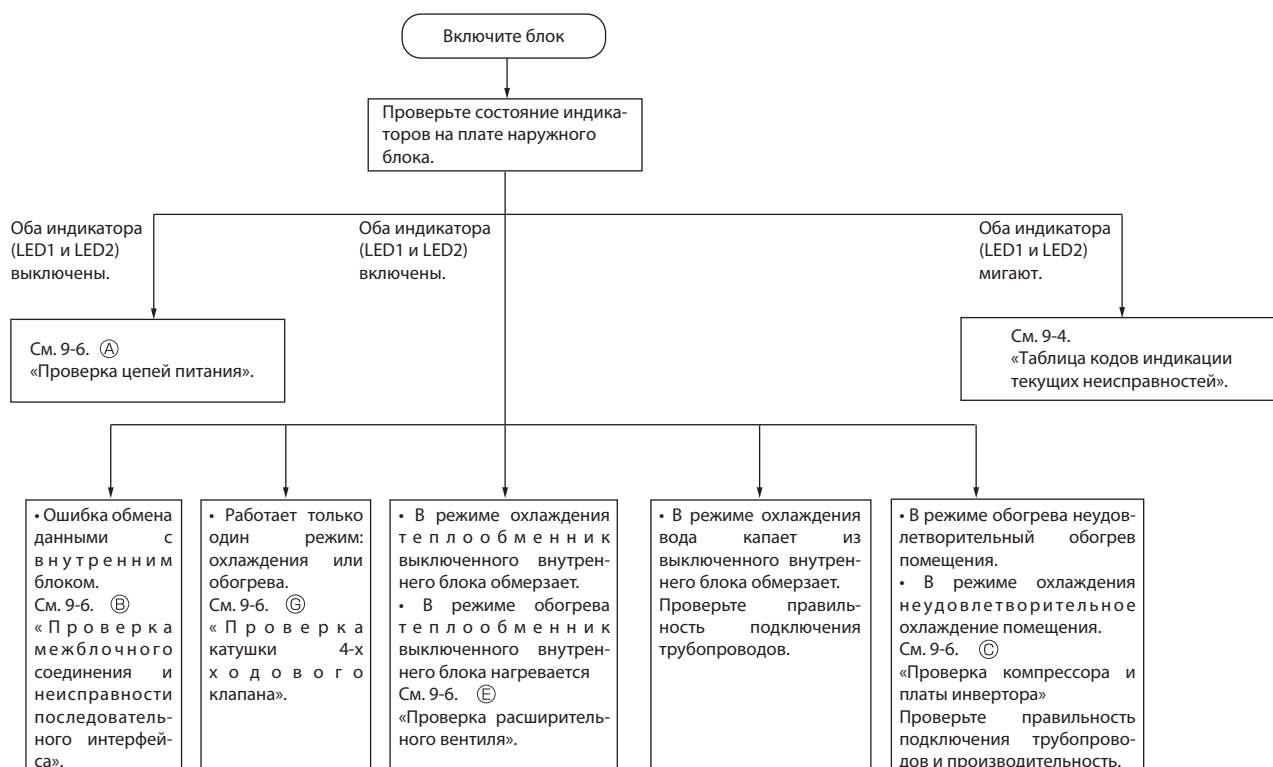 Включите блок
Проверьте состояние индика-
торов на плате наружного
блока.
Оба индикатора
(LED1 и LED2)
выключены.
Оба индикатора
(LED1 и LED2)
включены.
Оба индикатора
(LED1 и LED2)
мигают.
См. 9-6. Ⓐ
«Проверка цепей питания».
См. 9-4.
«Таблица кодов индикации
текущих неисправностей».
• Ошибка обмена
данными с
внутренним
блоком.
См. 9-6. Ⓑ
«Проверка
межблочного
соединения и
неисправности
последователь-
ного интерфей-
са».
• Работает только
один режим:
охлаждения или
обогрева.
См. 9-6. Ⓖ
«Проверка
катушки 4-х
ходового
клапана».
• В режиме охлаждения
теплообменник
выключенного внутрен-
него блока обмерзает.
• В режиме обогрева
теплообменник
выключенного внутрен-
него блока нагревается
См. 9-6. Ⓔ
«Проверка расширитель-
ного вентиля».
• В режиме охлаждения
вода капает из
выключенного внутрен-
него блока обмерзает.
Проверьте правиль-
ность подключения
трубопроводов.
• В режиме обогрева неудов-
летворительный обогрев
помещения.
• В режиме охлаждения
неудовлетворительное
охлаждение помещения.
См. 9-6. Ⓒ
«Проверка компрессора и
платы инвертора»
Проверьте правильность
подключения трубопрово-
дов и производительность.